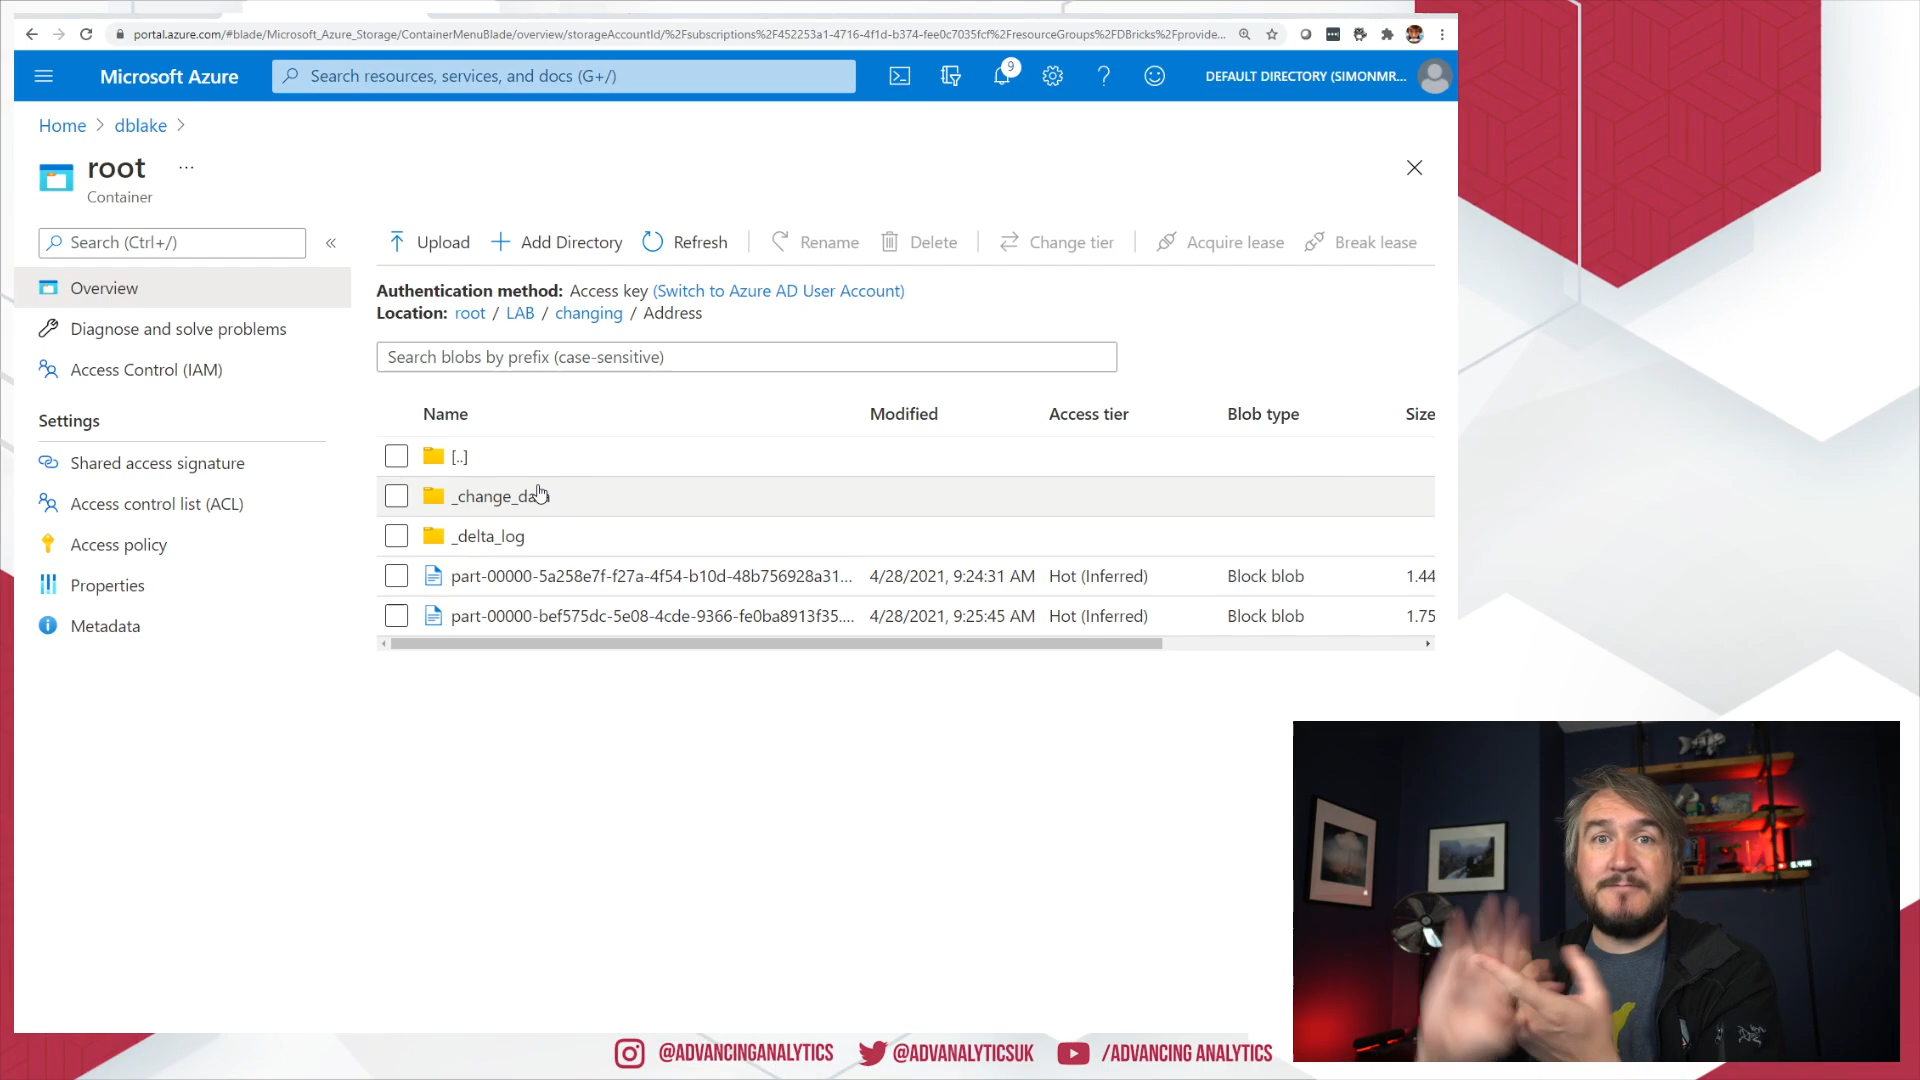 portal.azure.com/#blade/Microsoft_Azure_Storage/ContainerMenuBlade/overview/storageAccountId/%2Fsubscriptions%2F452253a1-4716-4f1d-b374-fee0c7035fcf%2FresourceGroups%2FDBricks%2Fprovide...
Microsoft Azure
Search resources, services, and docs (G+/)
9
DEFAULT DIRECTORY (SIMONMR...
Home > dblake >
root ...
Container
Search (Ctrl+/) «
Upload Add Directory Refresh Rename Delete Change tier Acquire lease Break lease
Overview
Diagnose and solve problems
Access Control (IAM)
Settings
Shared access signature
Access control list (ACL)
Access policy
Properties
Metadata
Authentication method: Access key (Switch to Azure AD User Account)
Location: root / LAB / changing / Address
Search blobs by prefix (case-sensitive)
Name Modified Access tier Blob type Size
[..]
_change_data
_delta_log
part-00000-5a258e7f-f27a-4f54-b10d-48b756928a31... 4/28/2021, 9:24:31 AM Hot (Inferred) Block blob 1.44
part-00000-bef575dc-5e08-4cde-9366-fe0ba8913f35.... 4/28/2021, 9:25:45 AM Hot (Inferred) Block blob 1.75
@ADVANCINGANALYTICS @ADVANALYTICSUK /ADVANCING ANALYTICS